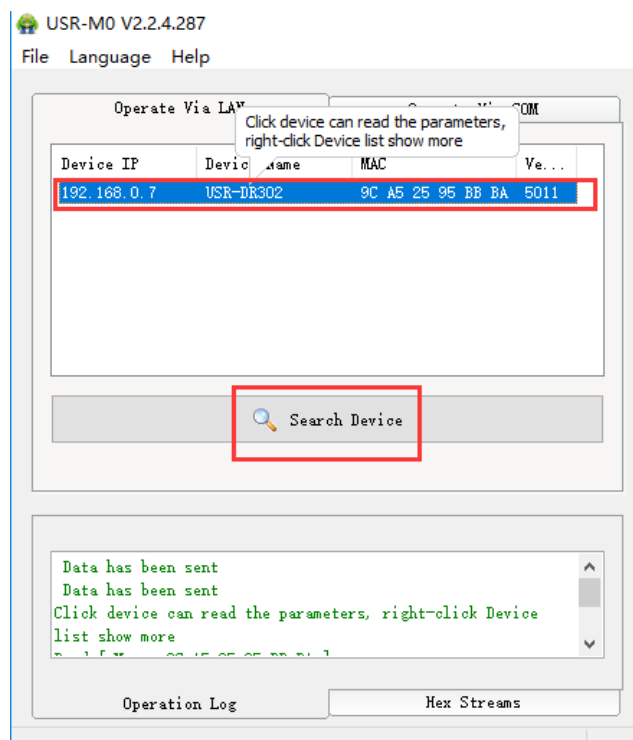 USR-M0 V2.2.4.287
File Language Help
Operate Via LAN
COM
Click device can read the parameters,
right-click Device list show more
Device IP Name MAC Ve...
192.168.0.7 USR-DR302 9C A5 25 95 BB BA 5011
Search Device
Data has been sent
Data has been sent
Click device can read the parameters, right-click Device
list show more
Operation Log Hex Streams